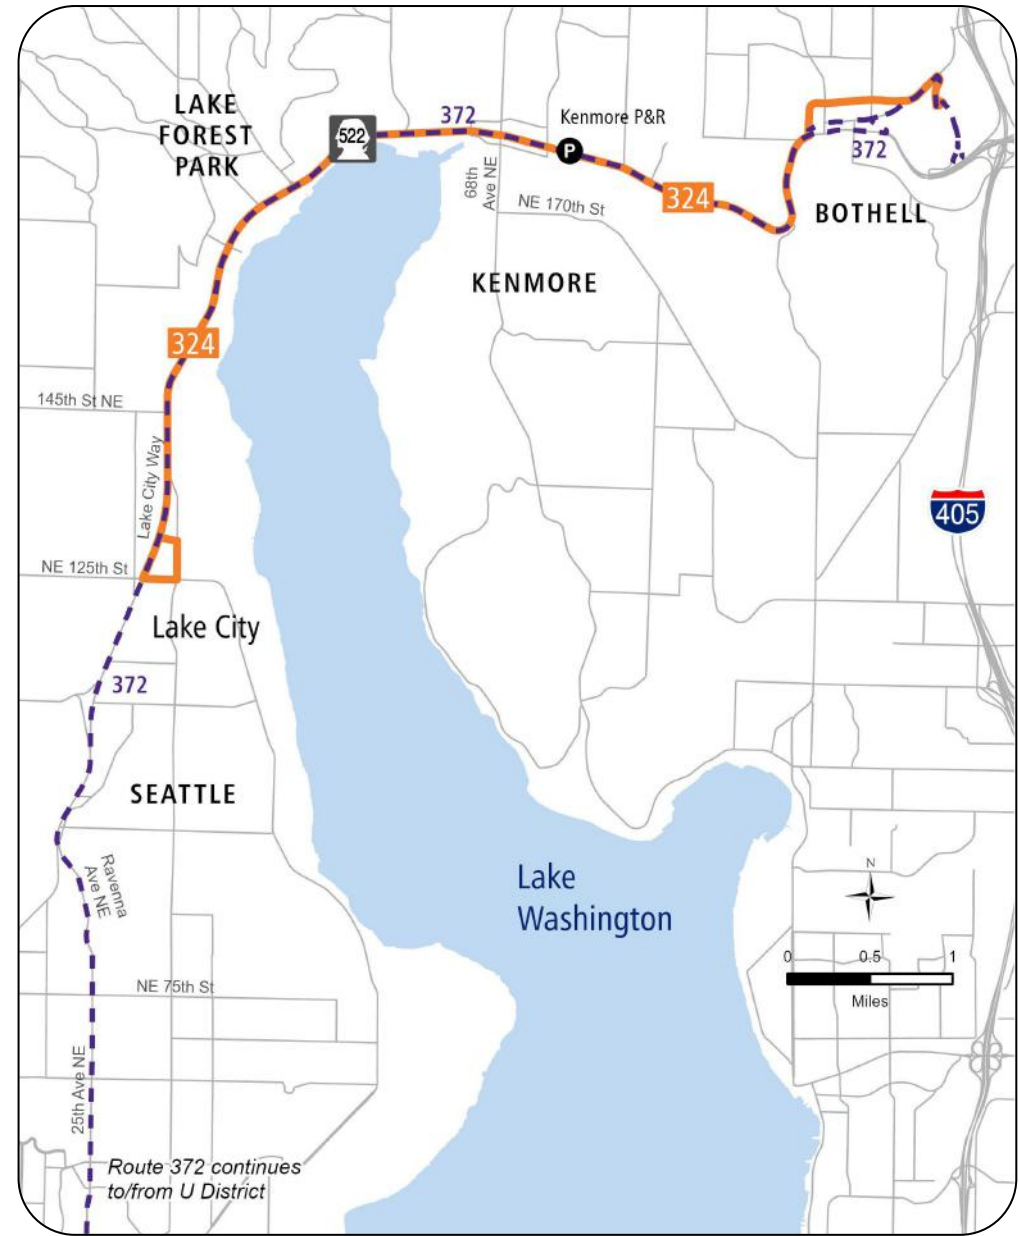 LAKE
FOREST
PARK
522
372
Kenmore P&R
P
372
68th
Ave NE
324
NE 170th St
BOTHELL
KENMORE
324
145th St NE
Lake City Way
405
NE 125th St
Lake City
372
SEATTLE
Ravenna
Ave NE
Lake
Washington
N
0 0.5 1
Miles
NE 75th St
25th Ave NE
Route 372 continues
to/from U District